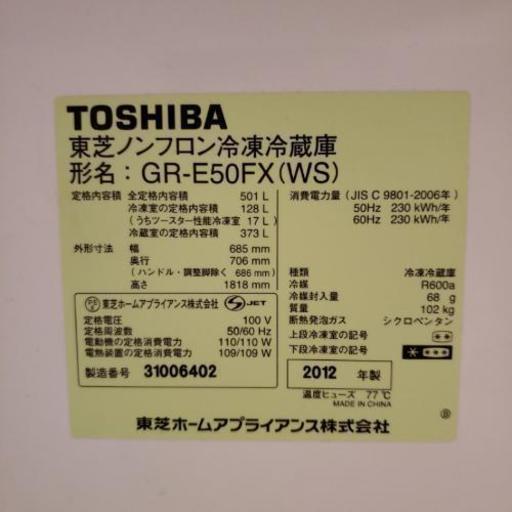 TOSHIBA
東芝ノンフロン冷凍冷蔵庫
形名：GR-E50FX(WS)
定格内容積 全定格内容積 501 L
冷凍室の定格内容積 128 L
(うちブースター性能冷凍室 17 L)
冷蔵室の定格内容積 373 L
外形寸法 幅 685 mm
奥行 706 mm
(ハンドル・調整脚除く 686 mm)
高さ 1818 mm
PSE 東芝ホームアプライアンス株式会社 JET
定格電圧 100 V
定格周波数 50/60 Hz
電動機の定格消費電力 110/110 W
電熱装置の定格消費電力 109/109 W
製造番号 31006402
消費電力量 (JIS C 9801-2006年)
50Hz 230 kWh/年
60Hz 230 kWh/年
種類 冷凍冷蔵庫
冷媒 R600a
冷媒封入量 68 g
質量 102 kg
断熱発泡ガス シクロペンタン
上段冷凍室の記号
下段冷凍室の記号
2012 年製
温度ヒューズ 77℃
MADE IN CHINA
Ⓑ
東芝ホームアプライアンス株式会社